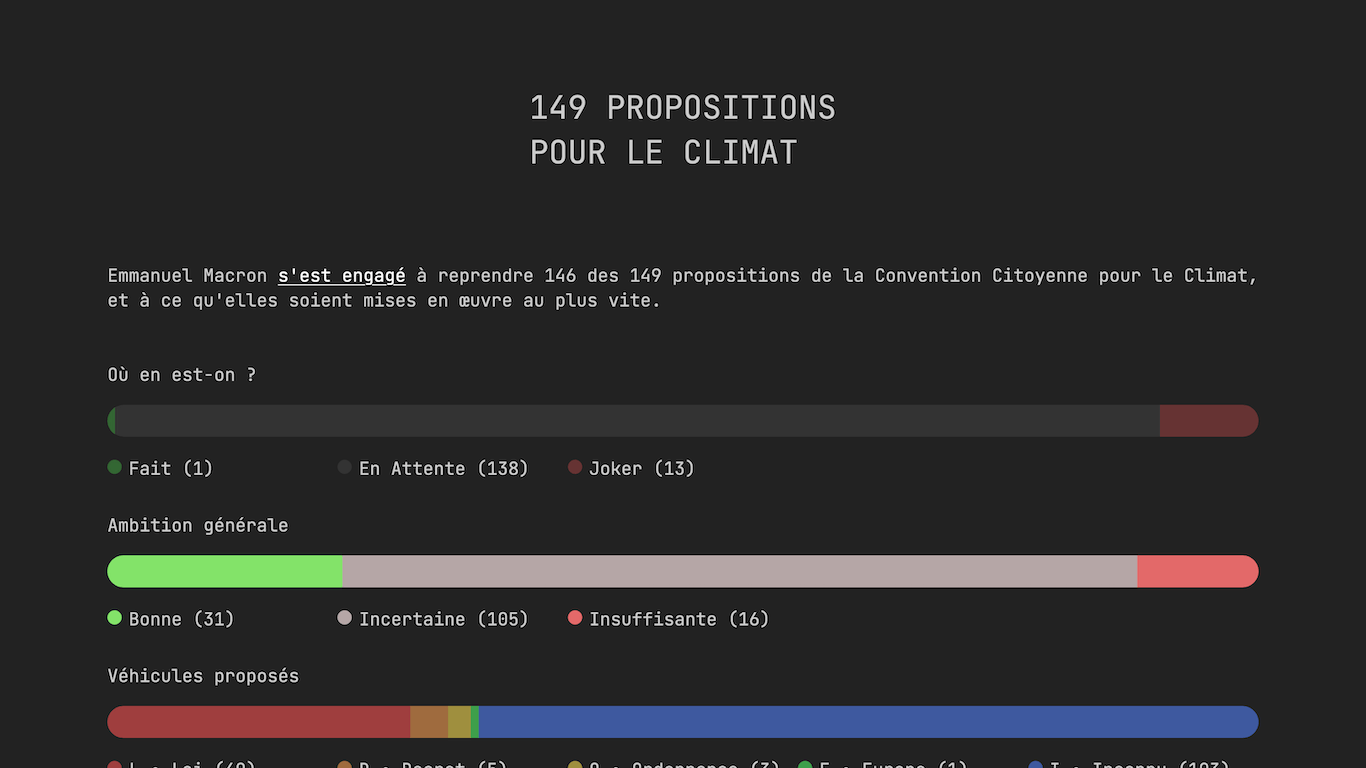 149 PROPOSITIONS
POUR LE CLIMAT
Emmanuel Macron s'est engagé à reprendre 146 des 149 propositions de la Convention Citoyenne pour le Climat,
et à ce qu'elles soient mises en œuvre au plus vite.
Où en est-on ?
Fait (1) En Attente (138) Joker (13)
Ambition générale
Bonne (31) Incertaine (105) Insuffisante (16)
Véhicules proposés